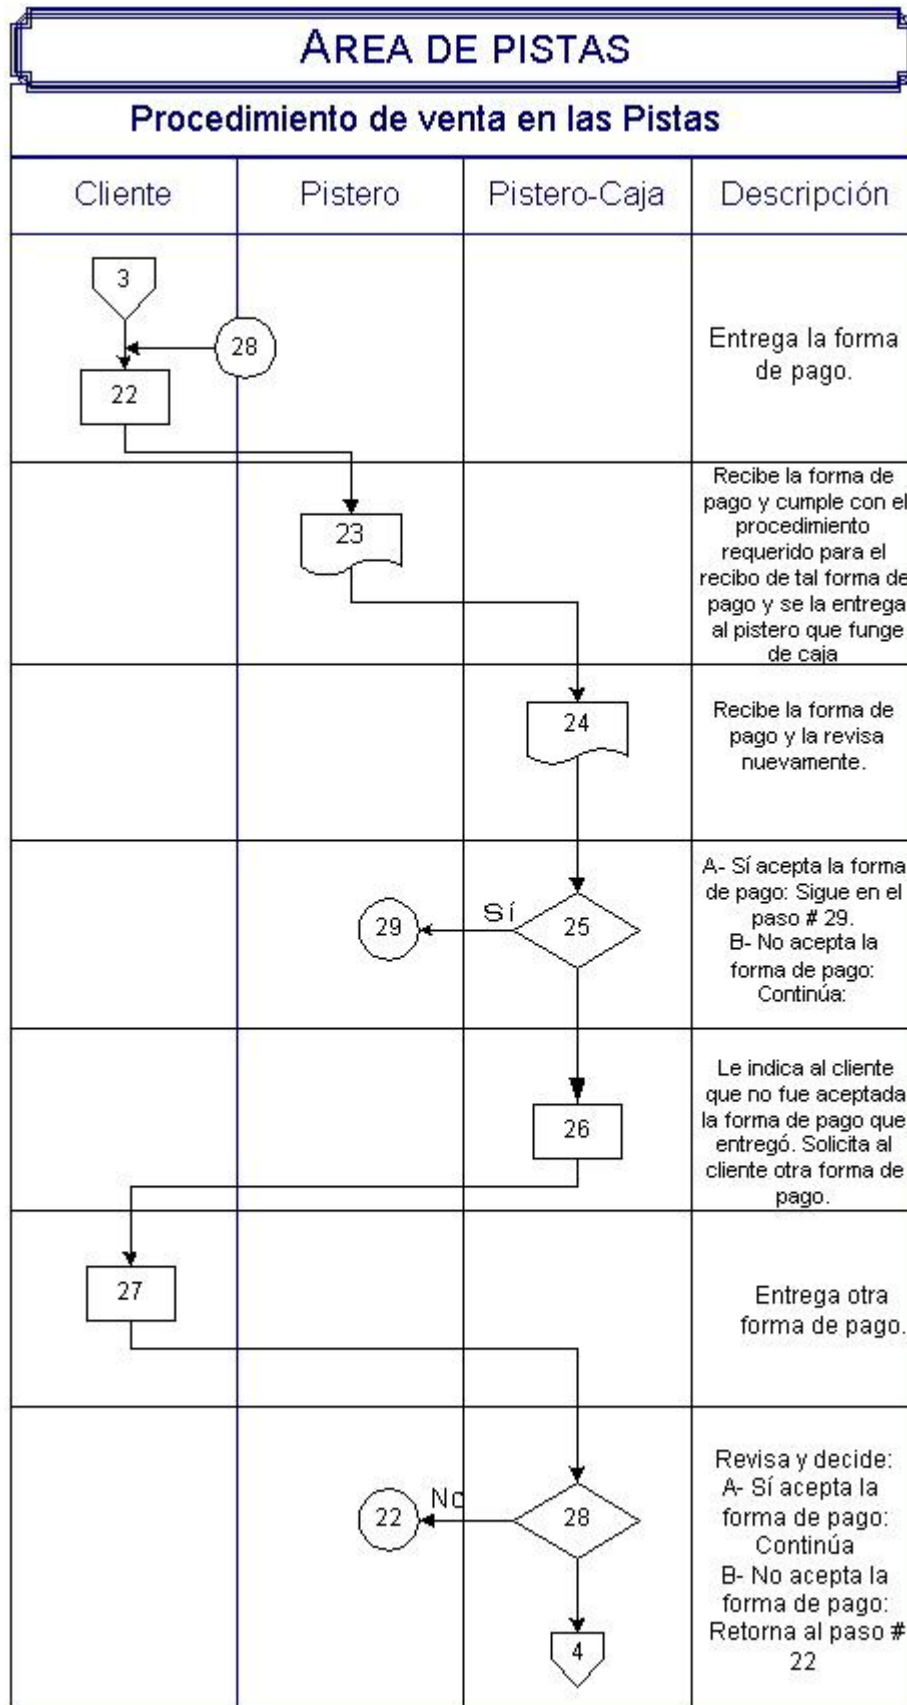 AREA DE PISTAS
Procedimiento de venta en las Pistas
Cliente
Pistero
Pistero-Caja
Descripción
3
28
22
Entrega la forma
de pago.
23
Recibe la forma de
pago y cumple con el
procedimiento
requerido para el
recibo de tal forma de
pago y se la entrega
al pistero que funge
de caja
24
Recibe la forma de
pago y la revisa
nuevamente.
29
Sí
25
A- Sí acepta la forma
de pago: Sigue en el
paso # 29.
B- No acepta la
forma de pago:
Continúa:
26
Le indica al cliente
que no fue aceptada
la forma de pago que
entregó. Solicita al
cliente otra forma de
pago.
27
Entrega otra
forma de pago.
22
No
28
4
Revisa y decide:
A- Sí acepta la
forma de pago:
Continúa
B- No acepta la
forma de pago:
Retorna al paso #
22